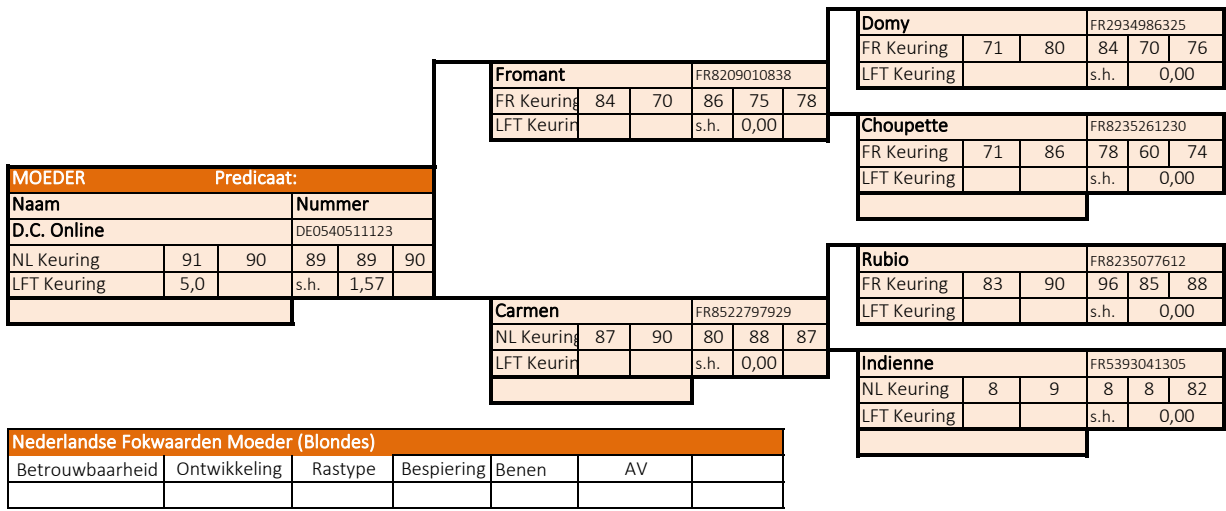 Domy FR2934986325
FR Keuring 71 80 84 70 76
LFT Keuring s.h. 0,00
Fromant FR8209010838
FR Keuring 84 70 86 75 78
LFT Keurin s.h. 0,00
Choupette FR8235261230
FR Keuring 71 86 78 60 74
LFT Keuring s.h. 0,00
MOEDER Predicaat:
Naam Nummer
D.C. Online DE0540511123
NL Keuring 91 90 89 89 90
LFT Keuring 5,0 s.h. 1,57
Rubio FR8235077612
FR Keuring 83 90 96 85 88
LFT Keuring s.h. 0,00
Carmen FR8522797929
NL Keuring 87 90 80 88 87
LFT Keurin s.h. 0,00
Indienne FR5393041305
NL Keuring 8 9 8 8 82
LFT Keuring s.h. 0,00
Nederlandse Fokwaarden Moeder (Blondes)
Betrouwbaarheid Ontwikkeling Rastype Bespiering Benen AV